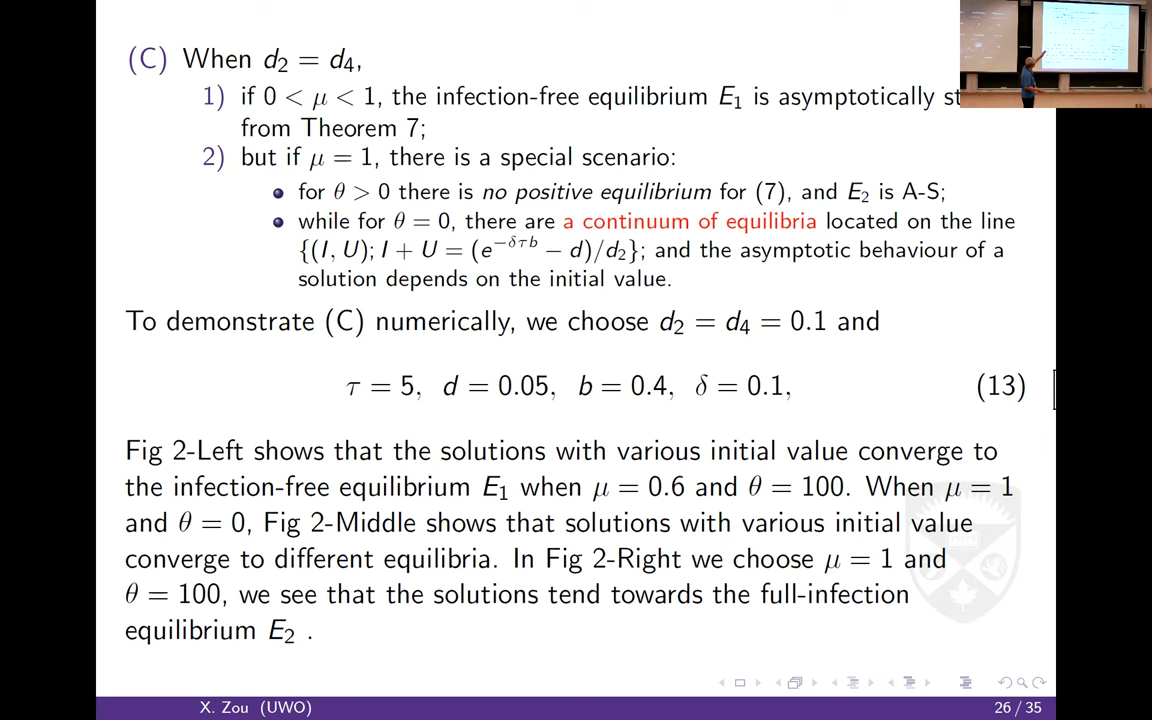 (C) When d₂ = d₄,
1) if 0 < μ < 1, the infection-free equilibrium E₁ is asymptotically st
from Theorem 7;
2) but if μ = 1, there is a special scenario:
for θ > 0 there is no positive equilibrium for (7), and E₂ is A-S;
while for θ = 0, there are a continuum of equilibria located on the line
{(I, U); I + U = (e^{−δτ}b − d)/d₂}; and the asymptotic behaviour of a
solution depends on the initial value.
To demonstrate (C) numerically, we choose d₂ = d₄ = 0.1 and
τ = 5, d = 0.05, b = 0.4, δ = 0.1, (13)
Fig 2-Left shows that the solutions with various initial value converge to
the infection-free equilibrium E₁ when μ = 0.6 and θ = 100. When μ = 1
and θ = 0, Fig 2-Middle shows that solutions with various initial value
converge to different equilibria. In Fig 2-Right we choose μ = 1 and
θ = 100, we see that the solutions tend towards the full-infection
equilibrium E₂ .
X. Zou (UWO) 26 / 35